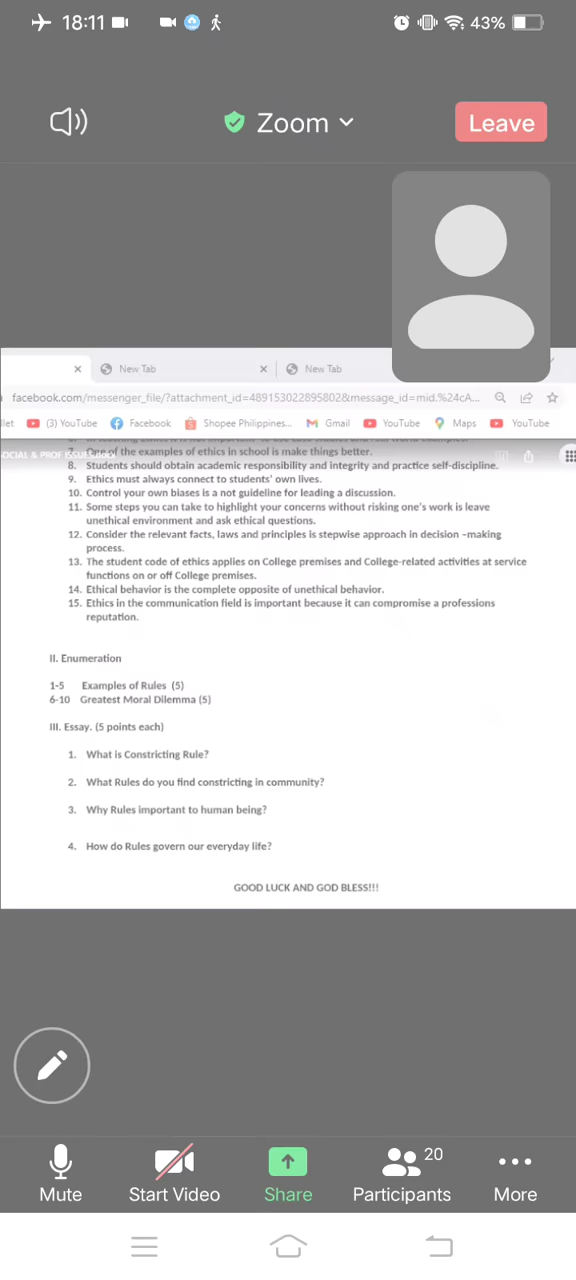 18:11
43%
Zoom
Leave
New Tab
New Tab
facebook.com/messenger_file/?attachment_id=489153022895802&message_id=mid.%24cA...
llet (3) YouTube Facebook Shopee Philippines... Gmail YouTube Maps YouTube
OCIAL & PROF ISSUE.docx
7. One of the examples of ethics in school is make things better.
8. Students should obtain academic responsibility and integrity and practice self-discipline.
9. Ethics must always connect to students' own lives.
10. Control your own biases is a not guideline for leading a discussion.
11. Some steps you can take to highlight your concerns without risking one's work is leave
unethical environment and ask ethical questions.
12. Consider the relevant facts, laws and principles is stepwise approach in decision –making
process.
13. The student code of ethics applies on College premises and College-related activities at service
functions on or off College premises.
14. Ethical behavior is the complete opposite of unethical behavior.
15. Ethics in the communication field is important because it can compromise a professions
reputation.
II. Enumeration
1-5 Examples of Rules (5)
6-10 Greatest Moral Dilemma (5)
III. Essay. (5 points each)
1. What is Constricting Rule?
2. What Rules do you find constricting in community?
3. Why Rules important to human being?
4. How do Rules govern our everyday life?
GOOD LUCK AND GOD BLESS!!!
20
Mute Start Video Share Participants More